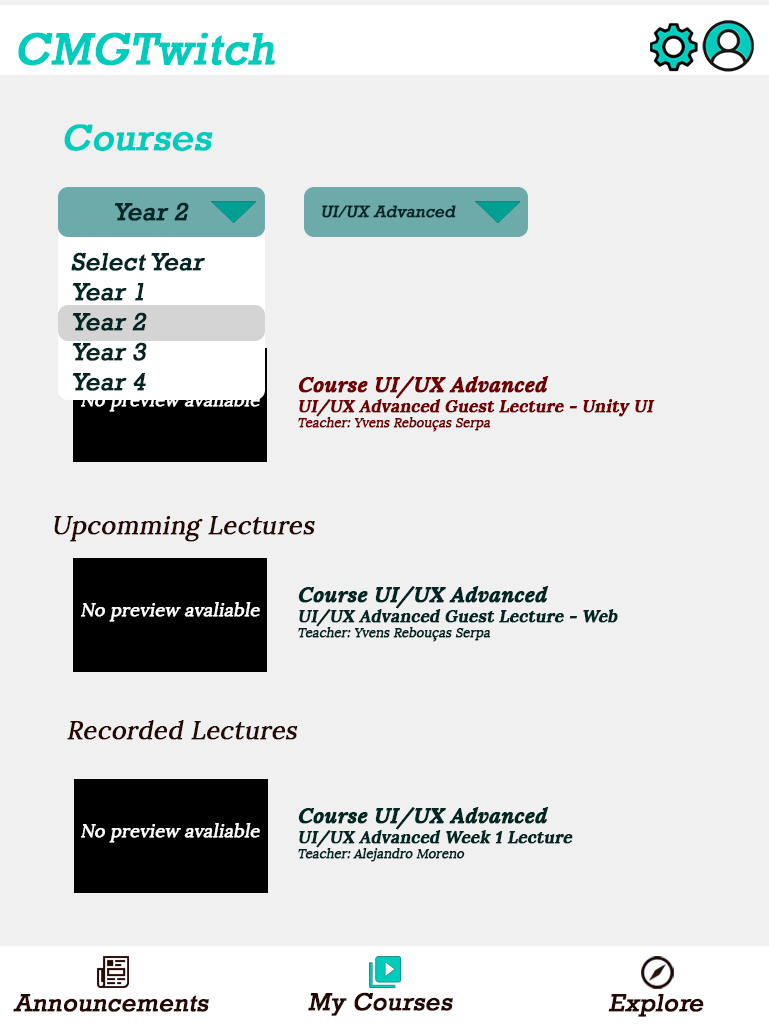 CMGTwitch
Courses
Year 2
UI/UX Advanced
Select Year
Year 1
Year 2
Year 3
Year 4
No preview avaliable
Course UI/UX Advanced
UI/UX Advanced Guest Lecture - Unity UI
Teacher: Yvens Rebouças Serpa
Upcomming Lectures
No preview avaliable
Course UI/UX Advanced
UI/UX Advanced Guest Lecture - Web
Teacher: Yvens Rebouças Serpa
Recorded Lectures
No preview avaliable
Course UI/UX Advanced
UI/UX Advanced Week 1 Lecture
Teacher: Alejandro Moreno
Announcements
My Courses
Explore